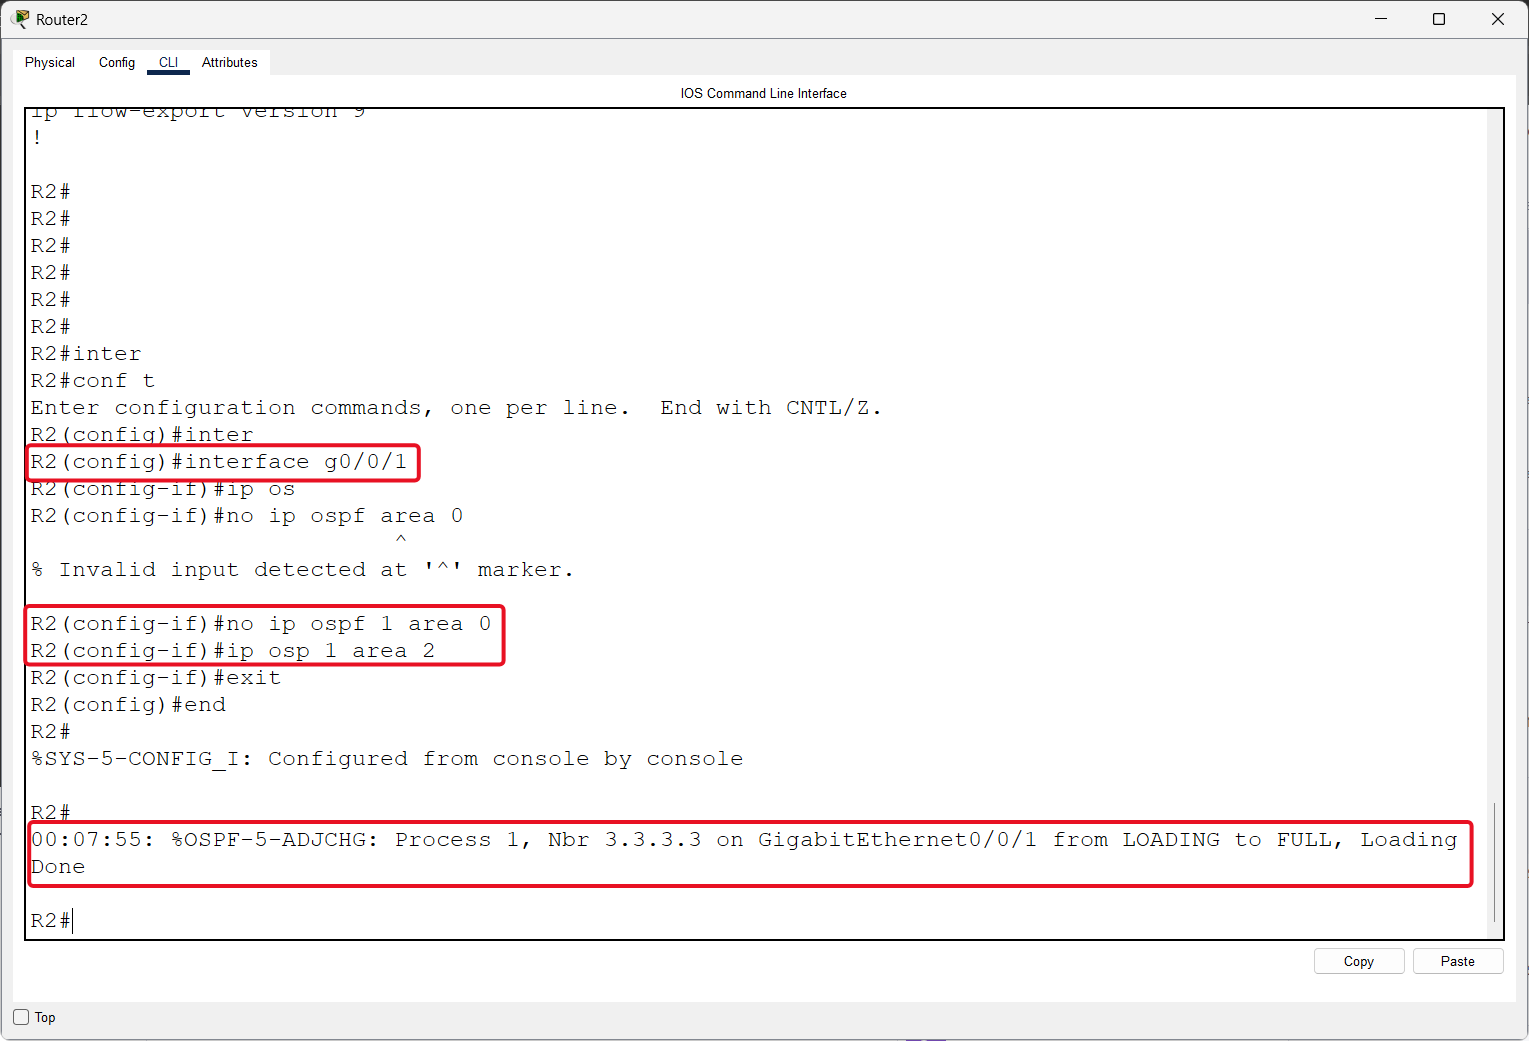 Router2
Physical Config CLI Attributes
IOS Command Line Interface
ip flow-export version 9
!
R2#
R2#
R2#
R2#
R2#
R2#
R2#inter
R2#conf t
Enter configuration commands, one per line.  End with CNTL/Z.
R2(config)#inter
R2(config)#interface g0/0/1
R2(config-if)#ip os
R2(config-if)#no ip ospf area 0
^
% Invalid input detected at '^' marker.
R2(config-if)#no ip ospf 1 area 0
R2(config-if)#ip osp 1 area 2
R2(config-if)#exit
R2(config)#end
R2#
%SYS-5-CONFIG_I: Configured from console by console
R2#
00:07:55: %OSPF-5-ADJCHG: Process 1, Nbr 3.3.3.3 on GigabitEthernet0/0/1 from LOADING to FULL, Loading
Done
R2#
Copy Paste
Top